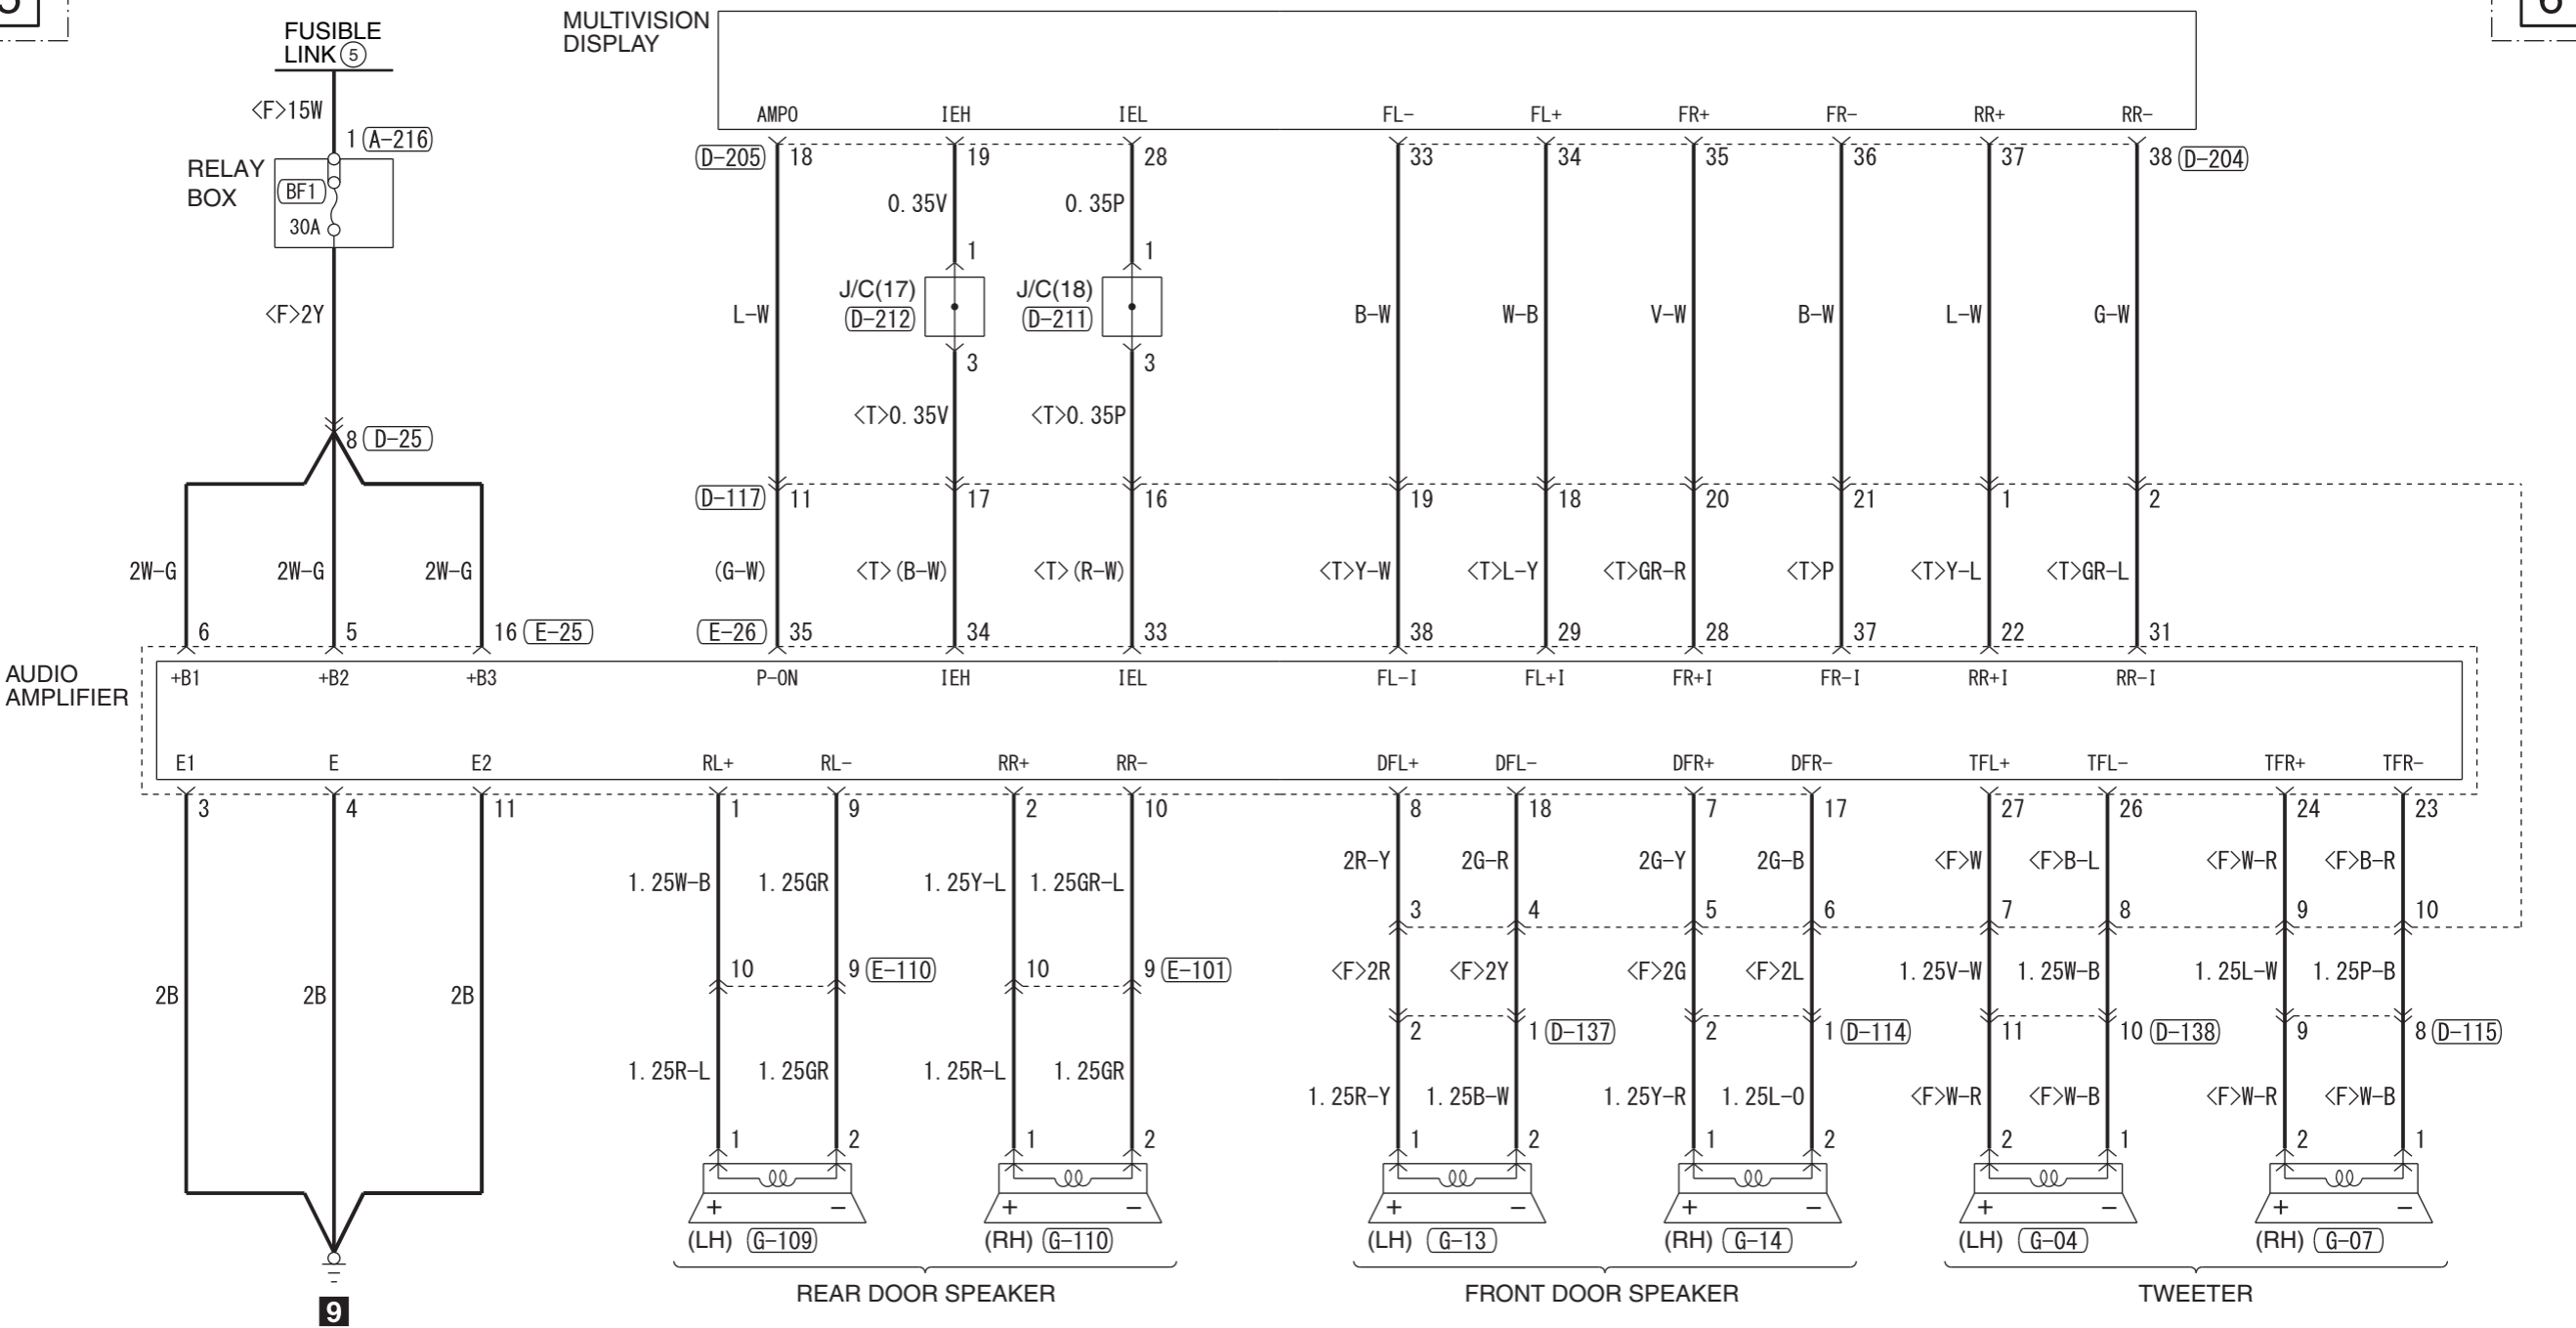 FUSIBLE
LINK 5
MULTIVISION
DISPLAY
<F>15W
1 A-216
RELAY
BOX
BF1
30A
AMPO IEH IEL FL- FL+ FR+ FR- RR+ RR-
D-205 18 19 28 33 34 35 36 37 38 D-204
0.35V 0.35P
1 1
J/C(17) J/C(18)
D-212 D-211
<F>2Y L-W B-W W-B V-W B-W L-W G-W
3 3
<T>0.35V <T>0.35P
8 D-25
D-117 11 17 16 19 18 20 21 1 2
2W-G 2W-G 2W-G (G-W) <T>(B-W) <T>(R-W) <T>Y-W <T>L-Y <T>GR-R <T>P <T>Y-L <T>GR-L
6 5 16 E-25 E-26 35 34 33 38 29 28 37 22 31
AUDIO
AMPLIFIER
+B1 +B2 +B3 P-ON IEH IEL FL-I FL+I FR+I FR-I RR+I RR-I
E1 E E2 RL+ RL- RR+ RR- DFL+ DFL- DFR+ DFR- TFL+ TFL- TFR+ TFR-
3 4 11 1 9 2 10 8 18 7 17 27 26 24 23
2R-Y 2G-R 2G-Y 2G-B <F>W <F>B-L <F>W-R <F>B-R
1.25W-B 1.25GR 1.25Y-L 1.25GR-L
3 4 5 6 7 8 9 10
10 9 E-110 10 9 E-101
<F>2R <F>2Y <F>2G <F>2L 1.25V-W 1.25W-B 1.25L-W 1.25P-B
2B 2B 2B
2 1 D-137 2 1 D-114 11 10 D-138 9 8 D-115
1.25R-L 1.25GR 1.25R-L 1.25GR
1.25R-Y 1.25B-W 1.25Y-R 1.25L-O <F>W-R <F>W-B <F>W-R <F>W-B
1 2 1 2 1 2 1 2 2 1 2 1
+ - + - + - + - + - + -
(LH) G-109 (RH) G-110 (LH) G-13 (RH) G-14 (LH) G-04 (RH) G-07
REAR DOOR SPEAKER FRONT DOOR SPEAKER TWEETER
9